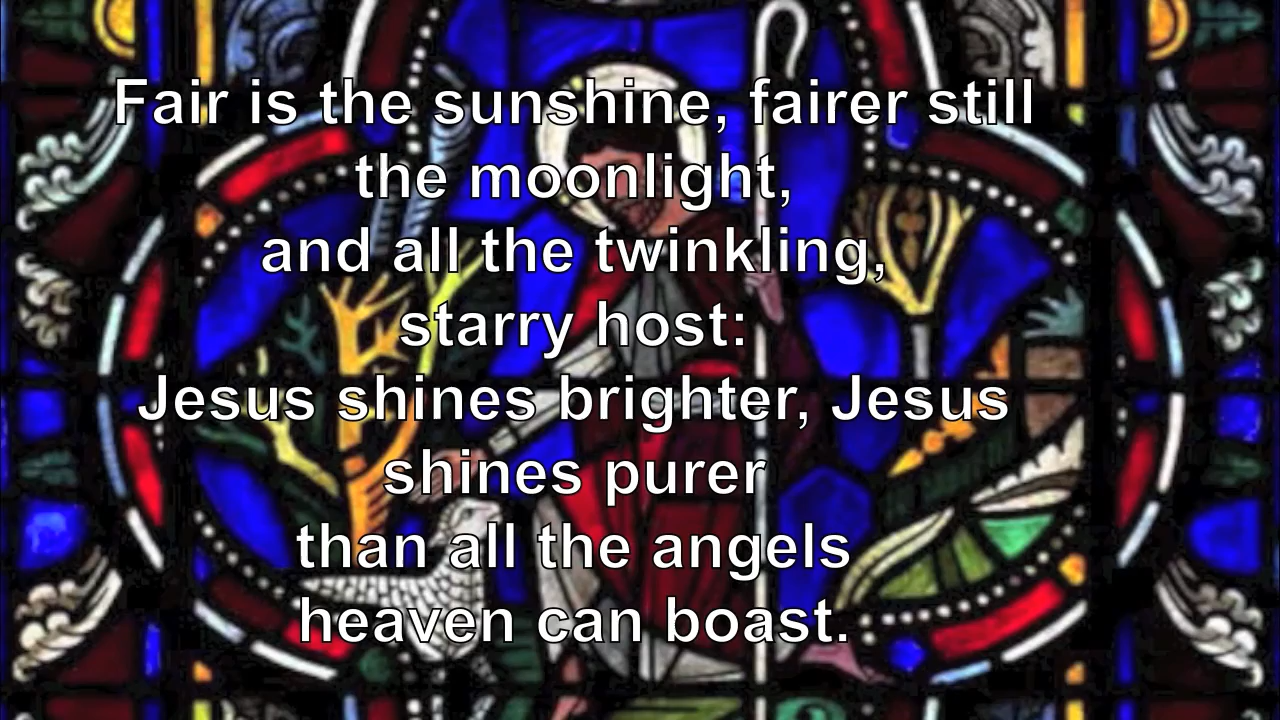 Fair is the sunshine, fairer still
the moonlight,
and all the twinkling,
starry host:
Jesus shines brighter, Jesus
shines purer
than all the angels
heaven can boast.